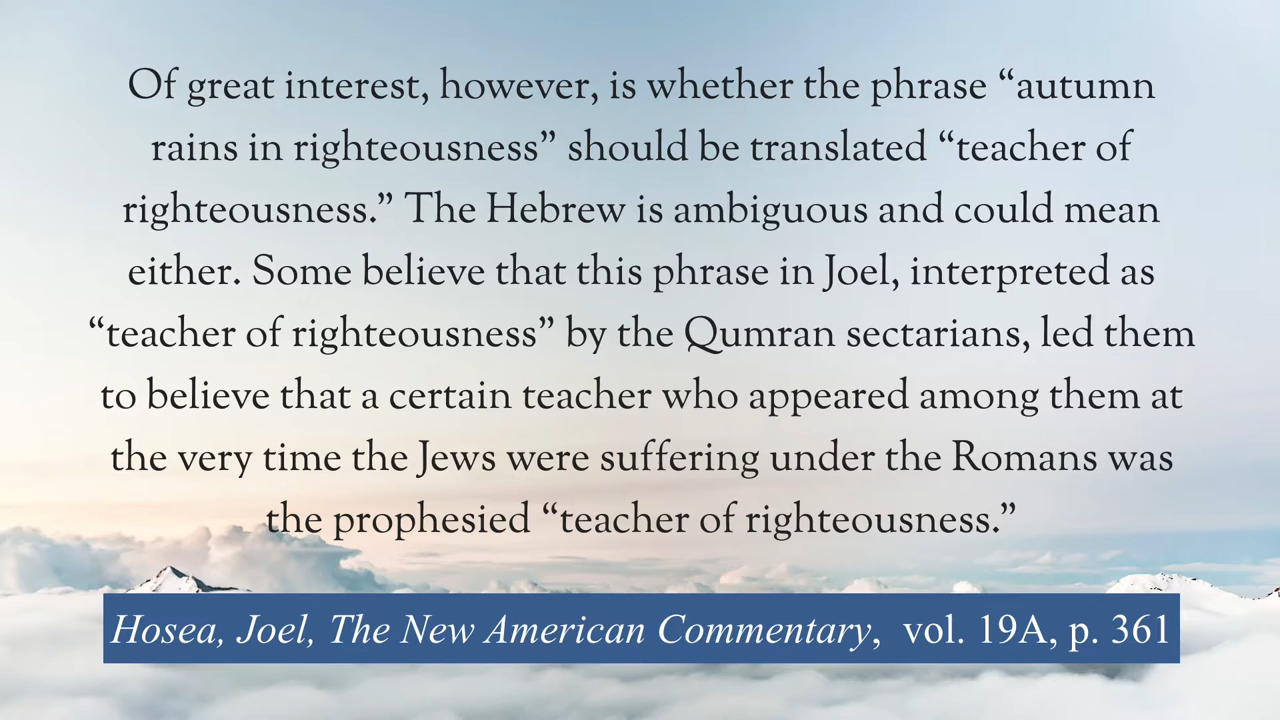 Of great interest, however, is whether the phrase “autumn
rains in righteousness” should be translated “teacher of
righteousness.” The Hebrew is ambiguous and could mean
either. Some believe that this phrase in Joel, interpreted as
“teacher of righteousness” by the Qumran sectarians, led them
to believe that a certain teacher who appeared among them at
the very time the Jews were suffering under the Romans was
the prophesied “teacher of righteousness.”
Hosea, Joel, The New American Commentary,  vol. 19A, p. 361